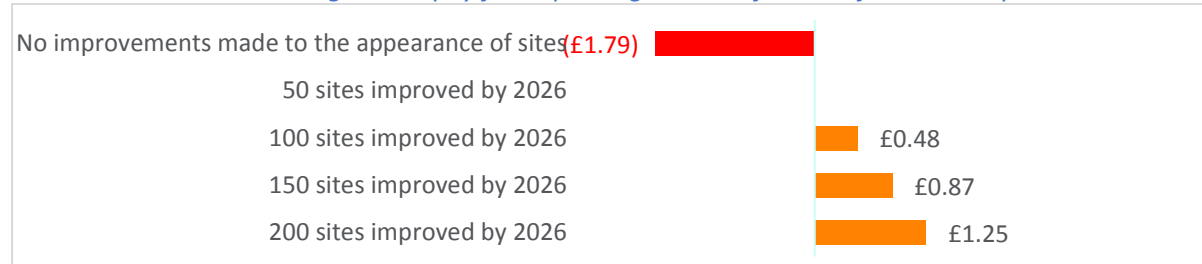 No improvements made to the appearance of sites (£1.79)
50 sites improved by 2026
100 sites improved by 2026 £0.48
150 sites improved by 2026 £0.87
200 sites improved by 2026 £1.25